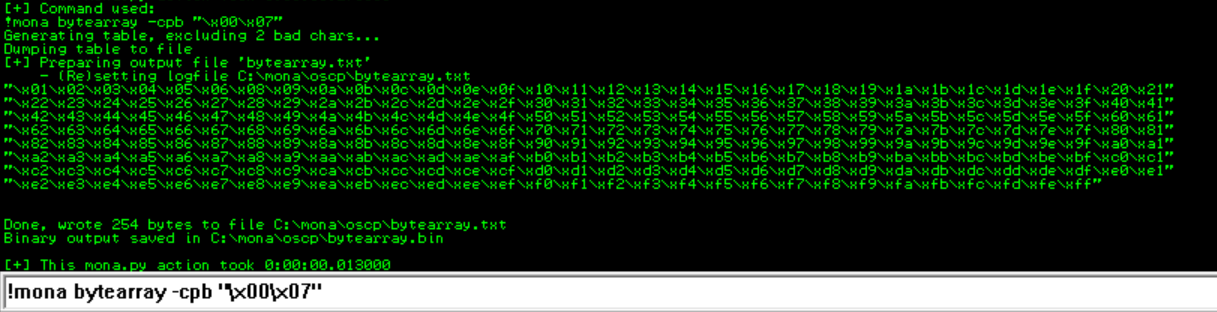 [+] Command used:
!mona bytearray -cpb "\x00\x07"
Generating table, excluding 2 bad chars...
Dumping table to file
[+] Preparing output file 'bytearray.txt'
    - (Re)setting logfile C:\mona\oscp\bytearray.txt
"\x01\x02\x03\x04\x05\x06\x08\x09\x0a\x0b\x0c\x0d\x0e\x0f\x10\x11\x12\x13\x14\x15\x16\x17\x18\x19\x1a\x1b\x1c\x1d\x1e\x1f\x20\x21"
"\x22\x23\x24\x25\x26\x27\x28\x29\x2a\x2b\x2c\x2d\x2e\x2f\x30\x31\x32\x33\x34\x35\x36\x37\x38\x39\x3a\x3b\x3c\x3d\x3e\x3f\x40\x41"
"\x42\x43\x44\x45\x46\x47\x48\x49\x4a\x4b\x4c\x4d\x4e\x4f\x50\x51\x52\x53\x54\x55\x56\x57\x58\x59\x5a\x5b\x5c\x5d\x5e\x5f\x60\x61"
"\x62\x63\x64\x65\x66\x67\x68\x69\x6a\x6b\x6c\x6d\x6e\x6f\x70\x71\x72\x73\x74\x75\x76\x77\x78\x79\x7a\x7b\x7c\x7d\x7e\x7f\x80\x81"
"\x82\x83\x84\x85\x86\x87\x88\x89\x8a\x8b\x8c\x8d\x8e\x8f\x90\x91\x92\x93\x94\x95\x96\x97\x98\x99\x9a\x9b\x9c\x9d\x9e\x9f\xa0\xa1"
"\xa2\xa3\xa4\xa5\xa6\xa7\xa8\xa9\xaa\xab\xac\xad\xae\xaf\xb0\xb1\xb2\xb3\xb4\xb5\xb6\xb7\xb8\xb9\xba\xbb\xbc\xbd\xbe\xbf\xc0\xc1"
"\xc2\xc3\xc4\xc5\xc6\xc7\xc8\xc9\xca\xcb\xcc\xcd\xce\xcf\xd0\xd1\xd2\xd3\xd4\xd5\xd6\xd7\xd8\xd9\xda\xdb\xdc\xdd\xde\xdf\xe0\xe1"
"\xe2\xe3\xe4\xe5\xe6\xe7\xe8\xe9\xea\xeb\xec\xed\xee\xef\xf0\xf1\xf2\xf3\xf4\xf5\xf6\xf7\xf8\xf9\xfa\xfb\xfc\xfd\xfe\xff"
Done, wrote 254 bytes to file C:\mona\oscp\bytearray.txt
Binary output saved in C:\mona\oscp\bytearray.bin
[+] This mona.py action took 0:00:00.013000
!mona bytearray -cpb "\x00\x07"